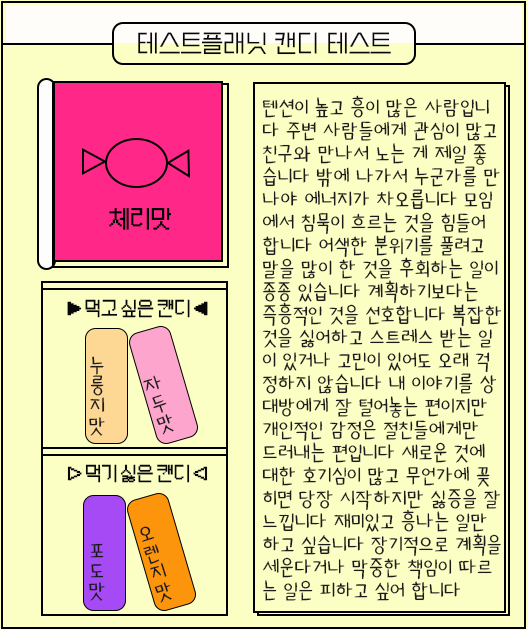 테스트플래닛 캔디 테스트
체리맛
▶먹고 싶은 캔디◀
누룽지맛
자두맛
▷먹기 싫은 캔디◁
포도맛
오렌지맛
텐션이 높고 흥이 많은 사람입니
다 주변 사람들에게 관심이 많고
친구와 만나서 노는 게 제일 좋
습니다 밖에 나가서 누군가를 만
나야 에너지가 차오릅니다 모임
에서 침묵이 흐르는 것을 힘들어
합니다 어색한 분위기를 풀려고
말을 많이 한 것을 후회하는 일이
종종 있습니다 계획하기보다는
즉흥적인 것을 선호합니다 복잡한
것을 싫어하고 스트레스 받는 일
이 있거나 고민이 있어도 오래 걱
정하지 않습니다 내 이야기를 상
대방에게 잘 털어놓는 편이지만
개인적인 감정은 절친들에게만
드러내는 편입니다 새로운 것에
대한 호기심이 많고 무언가에 꽂
히면 당장 시작하지만 싫증을 잘
느낍니다 재미있고 흥나는 일만
하고 싶습니다 장기적으로 계획을
세운다거나 막중한 책임이 따르
는 일은 피하고 싶어 합니다